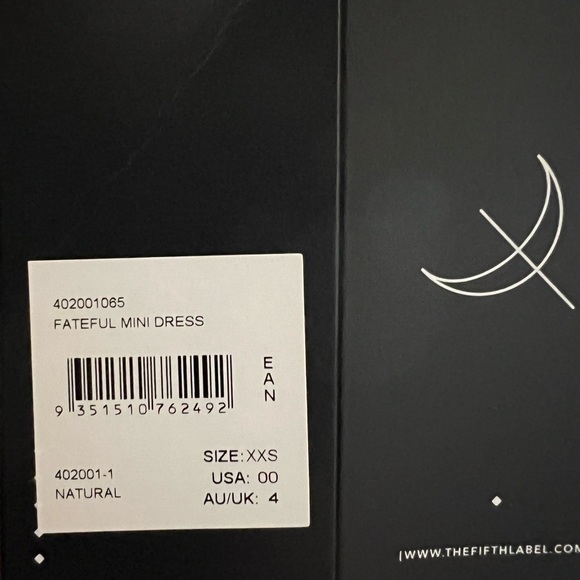 402001065
FATEFUL MINI DRESS
EAN
9 351510 762492
SIZE: XXS
402001-1
USA: 00
NATURAL
AU/UK: 4
WWW.THEFIFTHLABEL.COM